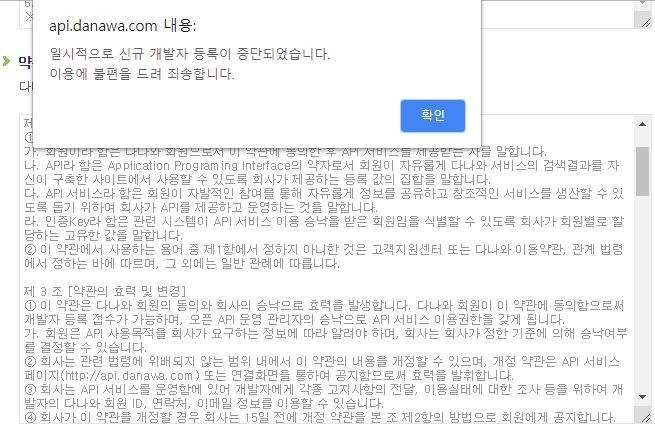 api.danawa.com 내용:
일시적으로 신규 개발자 등록이 중단되었습니다.
이용에 불편을 드려 죄송합니다.
확인
약
다나
제
①
가. 회원이라 함은 다나와 회원으로서 이 약관에 동의한 후 API 서비스를 제공받는 자를 말합니다.
나. API라 함은 Application Programing Interface의 약자로서 회원이 자유롭게 다나와 서비스의 검색결과를 자
신이 구축한 사이트에서 사용할 수 있도록 회사가 제공하는 등록 값의 집합을 말합니다.
다. API 서비스라 함은 회원이 자발적인 참여를 통해 자유롭게 정보를 공유하고 창조적인 서비스를 생산할 수 있
도록 돕기 위하여 회사가 API를 제공하고 운영하는 것을 말합니다.
라. 인증Key라 함은 관련 시스템이 API 서비스 이용 승낙을 받은 회원임을 식별할 수 있도록 회사가 회원별로 할
당하는 고유한 값을 말합니다.
② 이 약관에서 사용하는 용어 중 제1항에서 정하지 아니한 것은 고객지원센터 또는 다나와 이용약관, 관계 법령
에서 정하는 바에 따르며, 그 외에는 일반 관례에 따릅니다.
제 3 조 [약관의 효력 및 변경]
① 이 약관은 다나와 회원의 동의와 회사의 승낙으로 효력을 발생합니다. 다나와 회원이 이 약관에 동의함으로써
개발자 등록 접수가 가능하며, 오픈 API 운영 관리자의 승낙으로 API 서비스 이용권한을 갖게 됩니다.
가. 회원은 API 사용목적을 회사가 요구하는 정보에 따라 알려야 하며, 회사는 회사가 정한 기준에 의해 승낙여부
를 결정할 수 있습니다.
② 회사는 관련 법령에 위배되지 않는 범위 내에서 이 약관의 내용을 개정할 수 있으며, 개정 약관은 API 서비스
페이지(http://api.danawa.com) 또는 연결화면을 통하여 공지함으로써 효력을 발휘합니다.
③ 회사는 API 서비스를 운영함에 있어 개발자에게 각종 고지사항의 전달, 이용실태에 대한 조사 등을 위하여 개
발자의 다나와 회원 ID, 연락처, 이메일 정보를 이용할 수 있습니다.
④ 회사가 이 약관을 개정할 경우 회사는 15일 전에 개정 약관을 본 조 제2항의 방법으로 회원에게 공지합니다.